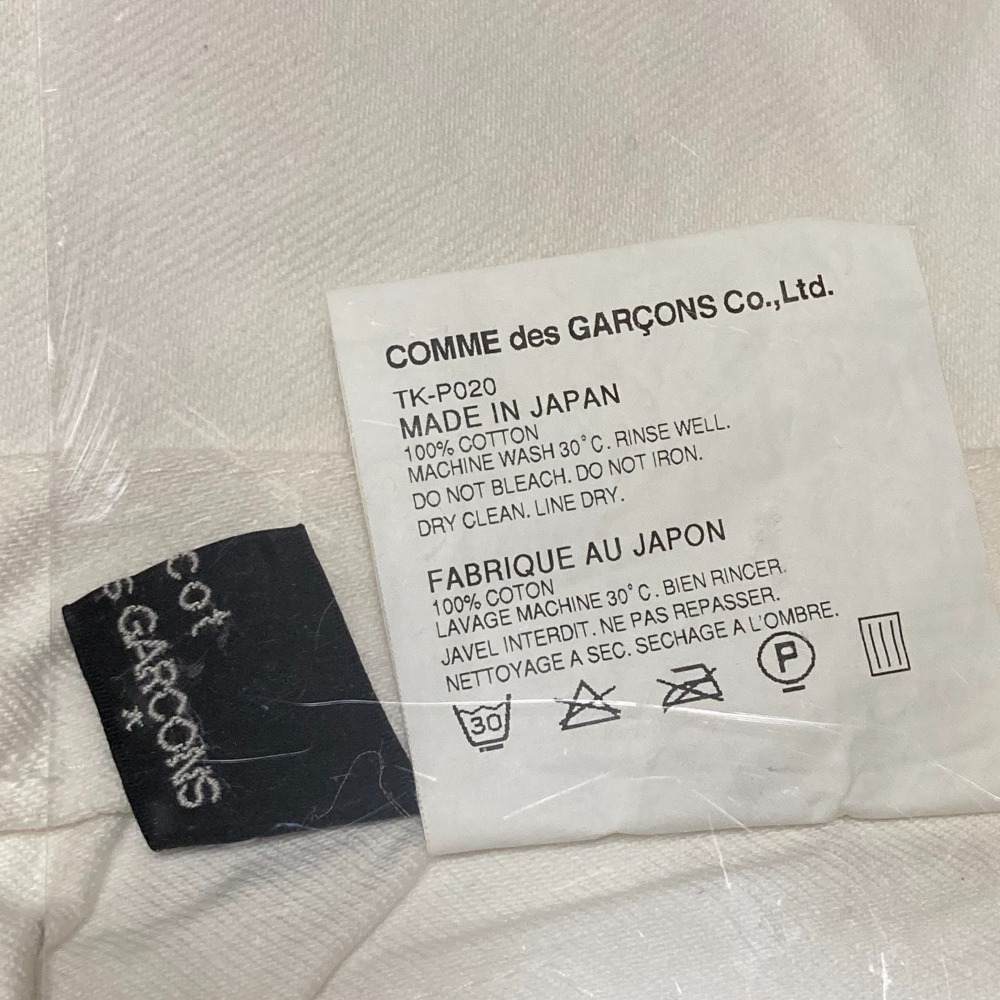 COMME des GARÇONS Co.,Ltd.
TK-P020
MADE IN JAPAN
100% COTTON
MACHINE WASH 30°C. RINSE WELL.
DO NOT BLEACH. DO NOT IRON.
DRY CLEAN. LINE DRY.
FABRIQUE AU JAPON
100% COTON
LAVAGE MACHINE 30°C. BIEN RINCER.
JAVEL INTERDIT. NE PAS REPASSER.
NETTOYAGE A SEC. SECHAGE A L'OMBRE.
30
P
cot
GARÇONS
*